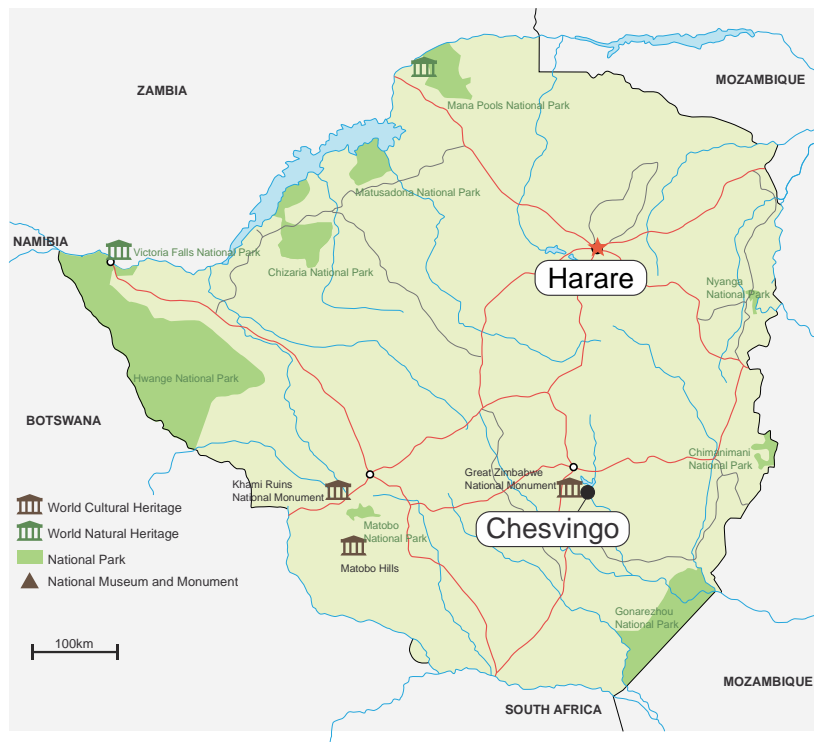 MOZAMBIQUE
ZAMBIA
Mana Pools National Park
Matusadona National Park
NAMIBIA
Victoria Falls National Park
Chizaria National Park
Harare
Nyanga
National Park
Hwange National Park
BOTSWANA
Chimanimani
National Park
Great Zimbabwe
National Monument
Khami Ruins
National Monument
World Cultural Heritage
World Natural Heritage
National Park
National Museum and Monument
Chesvingo
Matobo
National Park
Matobo Hills
Gonarezhou
National Park
100km
MOZAMBIQUE
SOUTH AFRICA